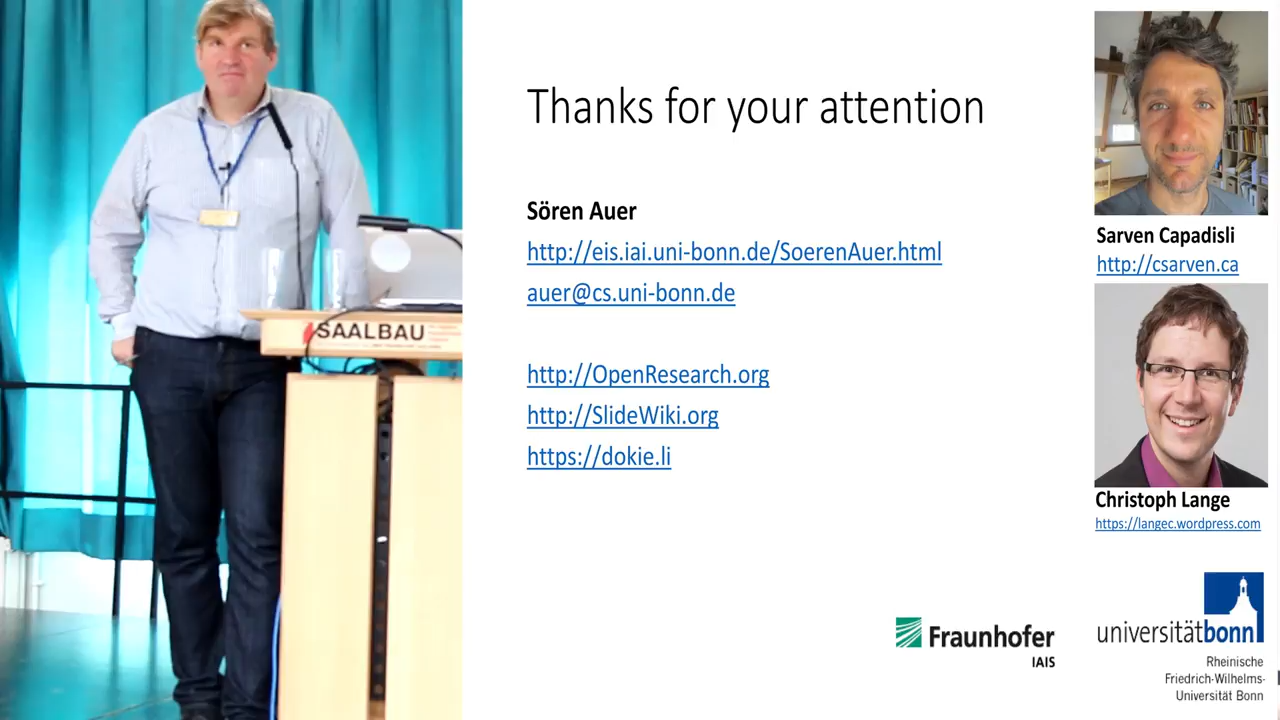 Thanks for your attention
Sören Auer
http://eis.iai.uni-bonn.de/SoerenAuer.html
auer@cs.uni-bonn.de
http://OpenResearch.org
http://SlideWiki.org
https://dokie.li
Sarven Capadisli
http://csarven.ca
Christoph Lange
https://langec.wordpress.com
Fraunhofer
IAIS
universitätbonn
Rheinische
Friedrich-Wilhelms-
Universität Bonn
SAALBAU